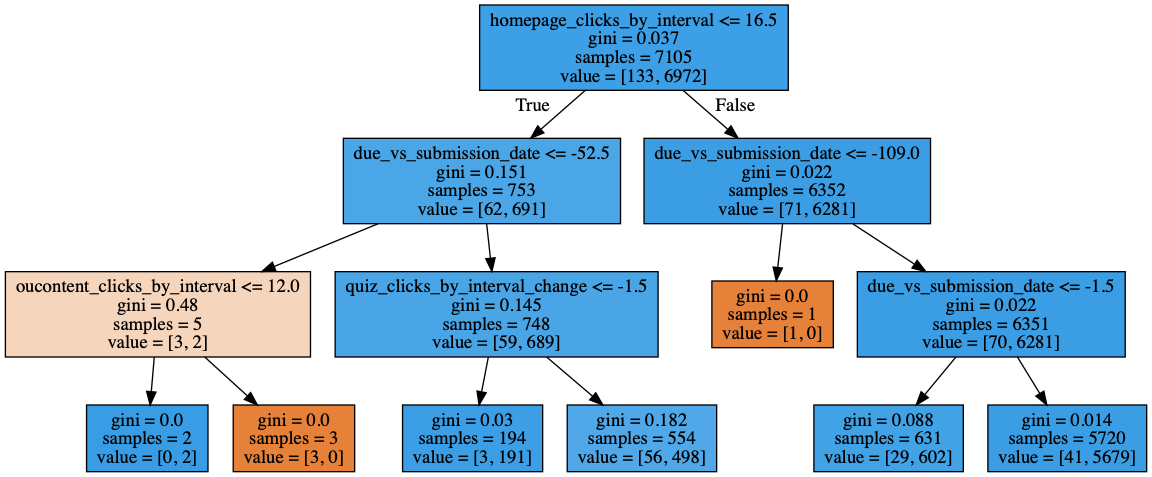 homepage_clicks_by_interval <= 16.5
gini = 0.037
samples = 7105
value = [133, 6972]
True
False
due_vs_submission_date <= -52.5
gini = 0.151
samples = 753
value = [62, 691]
due_vs_submission_date <= -109.0
gini = 0.022
samples = 6352
value = [71, 6281]
oucontent_clicks_by_interval <= 12.0
gini = 0.48
samples = 5
value = [3, 2]
quiz_clicks_by_interval_change <= -1.5
gini = 0.145
samples = 748
value = [59, 689]
gini = 0.0
samples = 1
value = [1, 0]
due_vs_submission_date <= -1.5
gini = 0.022
samples = 6351
value = [70, 6281]
gini = 0.0
samples = 2
value = [0, 2]
gini = 0.0
samples = 3
value = [3, 0]
gini = 0.03
samples = 194
value = [3, 191]
gini = 0.182
samples = 554
value = [56, 498]
gini = 0.088
samples = 631
value = [29, 602]
gini = 0.014
samples = 5720
value = [41, 5679]